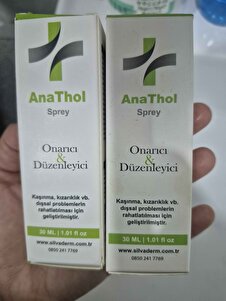 AnaThol
Sprey
Onarıcı
&
Düzenleyici
Kaşınma, kızarıklık vb.
dışsal problemlerin
rahatlatılması için
geliştirilmiştir.
30 ML | 1.01 fl oz
www.silvaderm.com.tr
0850 241 7769
AnaThol
Sprey
Onarıcı
&
Düzenleyici
Kaşınma, kızarıklık vb.
dışsal problemlerin
rahatlatılması için
geliştirilmiştir.
30 ML | 1.01 fl oz
www.silvaderm.com.tr
0850 241 7769